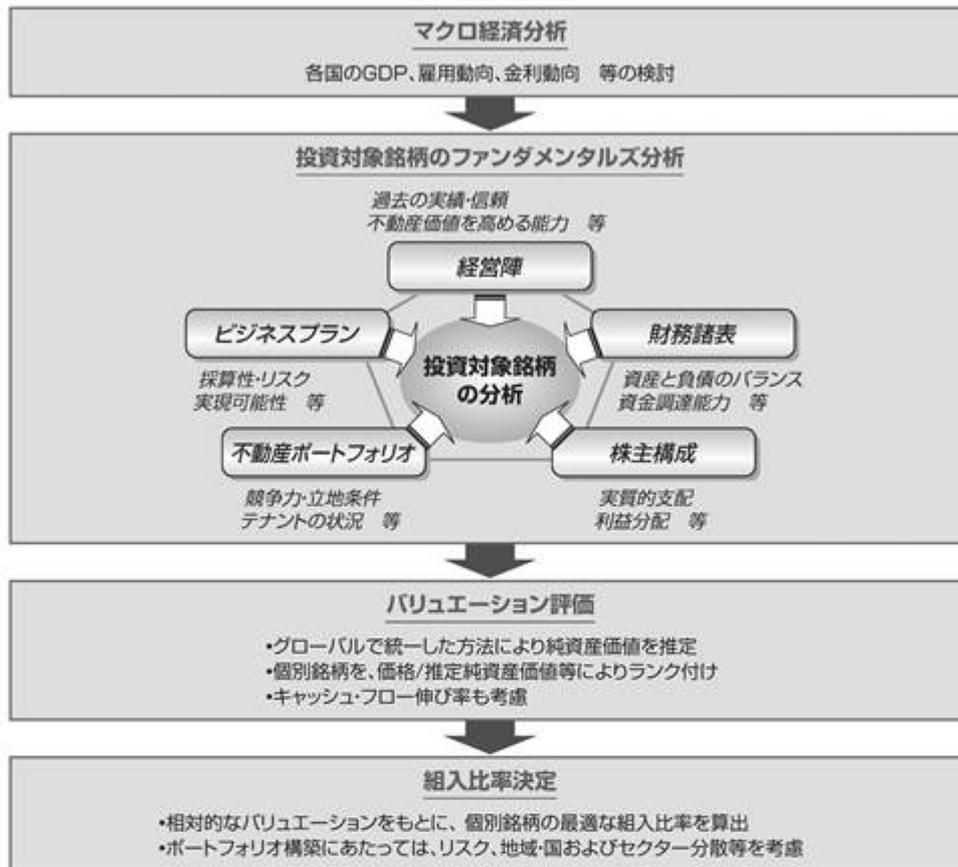 マクロ経済分析
各国のGDP、雇用動向、金利動向　等の検討
投資対象銘柄のファンダメンタルズ分析
過去の実績・信頼
不動産価値を高める能力　等
経営陣
ビジネスプラン
採算性・リスク
実現可能性　等
財務諸表
資産と負債のバランス
資金調達能力　等
投資対象銘柄
の分析
不動産ポートフォリオ
競争力・立地条件
テナントの状況　等
株主構成
実質的支配
利益分配　等
バリュエーション評価
•グローバルで統一した方法により純資産価値を推定
•個別銘柄を、価格/推定純資産価値等によりランク付け
•キャッシュ・フロー伸び率も考慮
組入比率決定
•相対的なバリュエーションをもとに、個別銘柄の最適な組入比率を算出
•ポートフォリオ構築にあたっては、リスク、地域・国およびセクター分散等を考慮